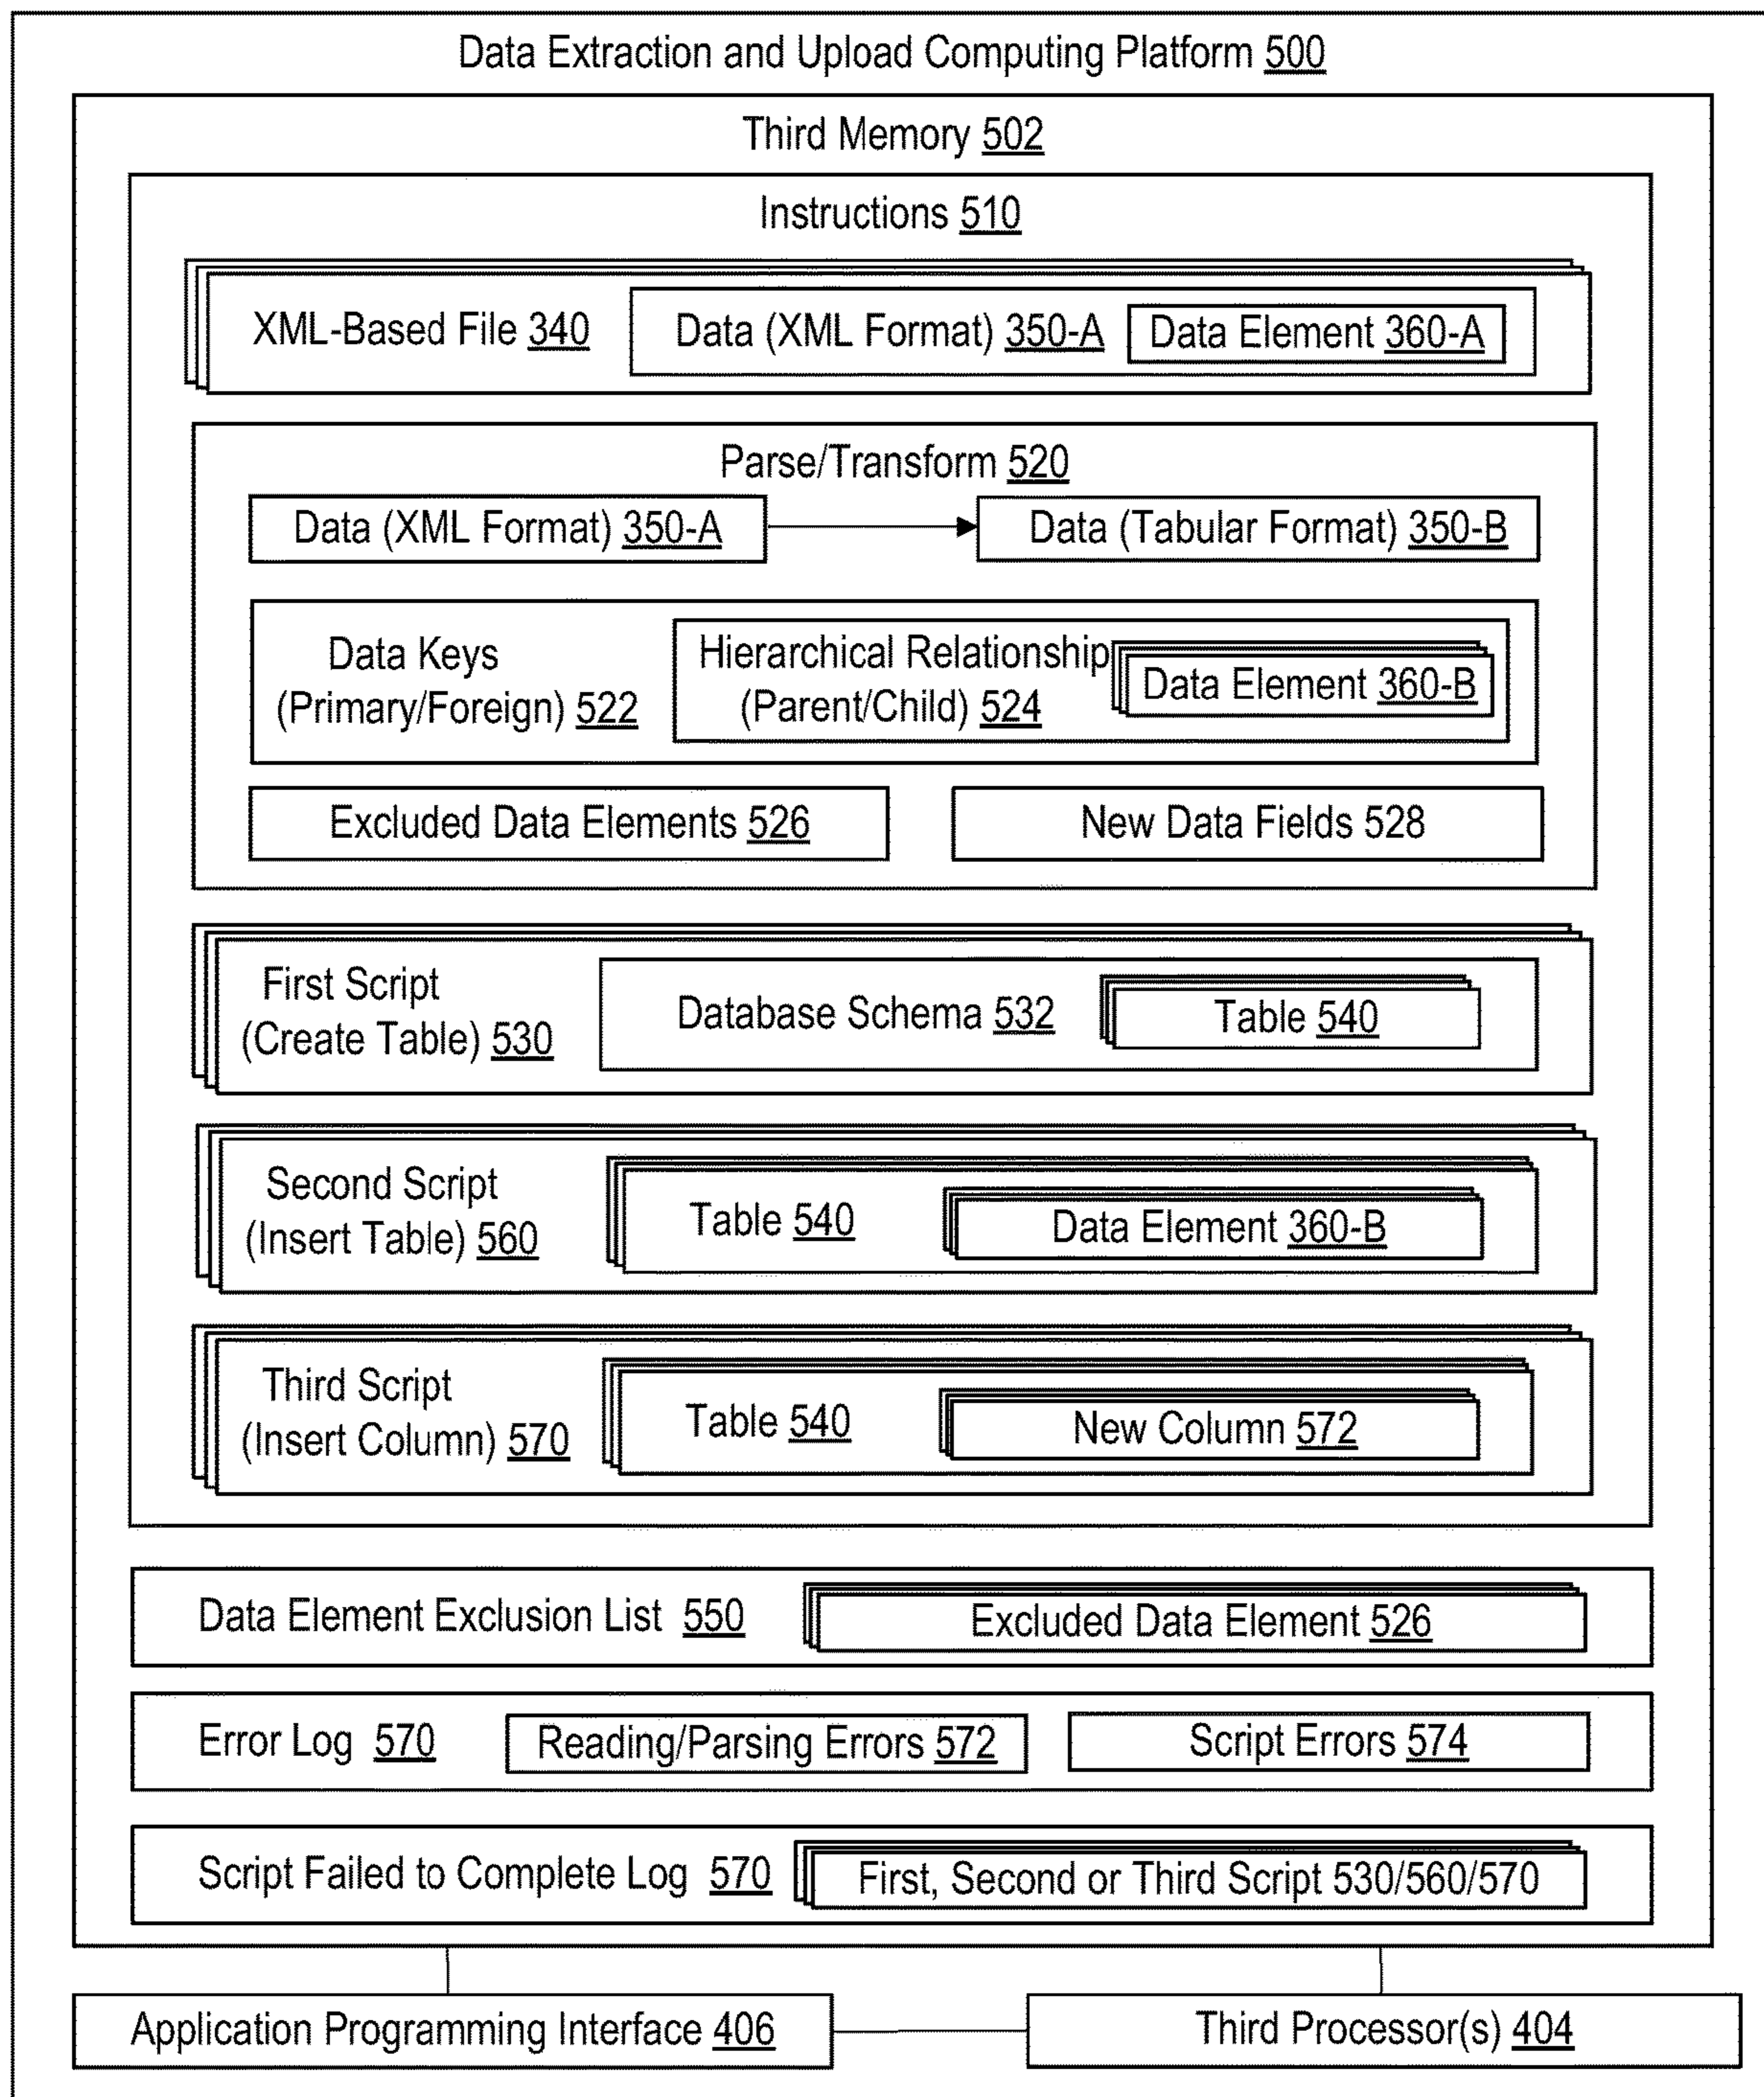 Data Extraction and Upload Computing Platform 500
Third Memory 502
Instructions 510
XML-Based File 340
Data (XML Format) 350-A
Data Element 360-A
Parse/Transform 520
Data (XML Format) 350-A
Data (Tabular Format) 350-B
Data Keys
(Primary/Foreign) 522
Hierarchical Relationship
(Parent/Child) 524
Data Element 360-B
Excluded Data Elements 526
New Data Fields 528
First Script
(Create Table) 530
Database Schema 532
Table 540
Second Script
(Insert Table) 560
Table 540
Data Element 360-B
Third Script
(Insert Column) 570
Table 540
New Column 572
Data Element Exclusion List 550
Excluded Data Element 526
Error Log 570
Reading/Parsing Errors 572
Script Errors 574
Script Failed to Complete Log 570
First, Second or Third Script 530/560/570
Application Programming Interface 406
Third Processor(s) 404